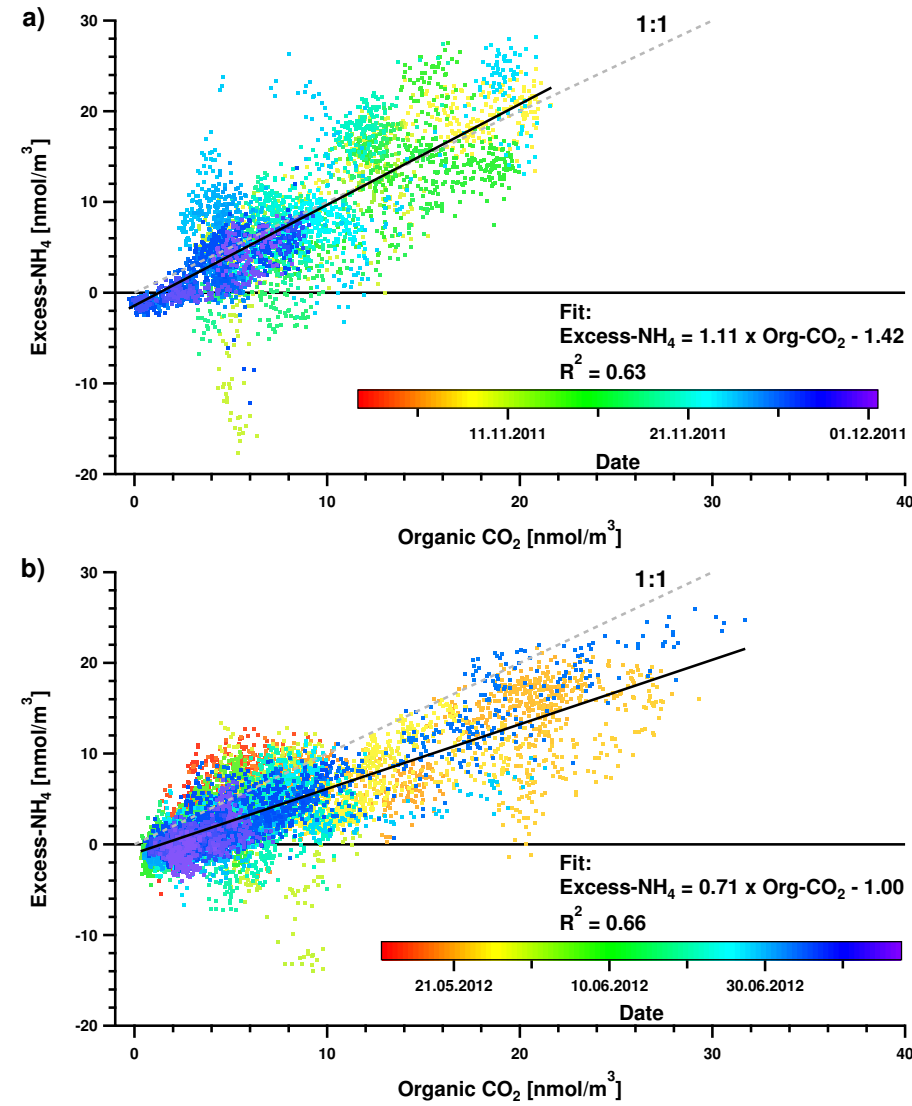 a)
30
20
10
0
-10
-20
Excess-NH₄ [nmol/m³]
1:1
Fit:
Excess-NH₄ = 1.11 x Org-CO₂ - 1.42
R² = 0.63
11.11.2011 21.11.2011 01.12.2011
Date
0 10 20 30 40
Organic CO₂ [nmol/m³]
b)
30
20
10
0
-10
-20
Excess-NH₄ [nmol/m³]
1:1
Fit:
Excess-NH₄ = 0.71 x Org-CO₂ - 1.00
R² = 0.66
21.05.2012 10.06.2012 30.06.2012
Date
0 10 20 30 40
Organic CO₂ [nmol/m³]